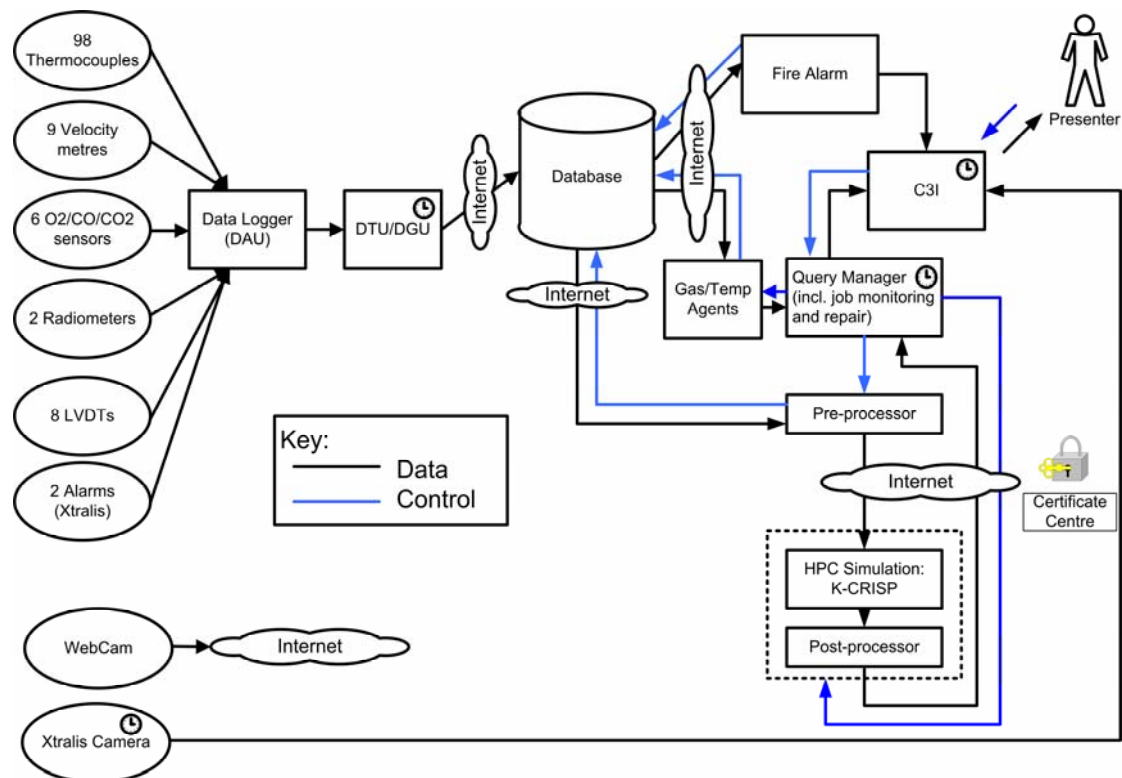 98
Thermocouples
9 Velocity
metres
6 O2/CO/CO2
sensors
2 Radiometers
8 LVDTs
2 Alarms
(Xtralis)
WebCam
Internet
Xtralis Camera
Data Logger
(DAU)
DTU/DGU
Internet
Database
Internet
Internet
Fire Alarm
Presenter
C3I
Gas/Temp
Agents
Query Manager
(incl. job monitoring
and repair)
Pre-processor
Internet
HPC Simulation:
K-CRISP
Post-processor
Certificate
Centre
Key:
Data
Control